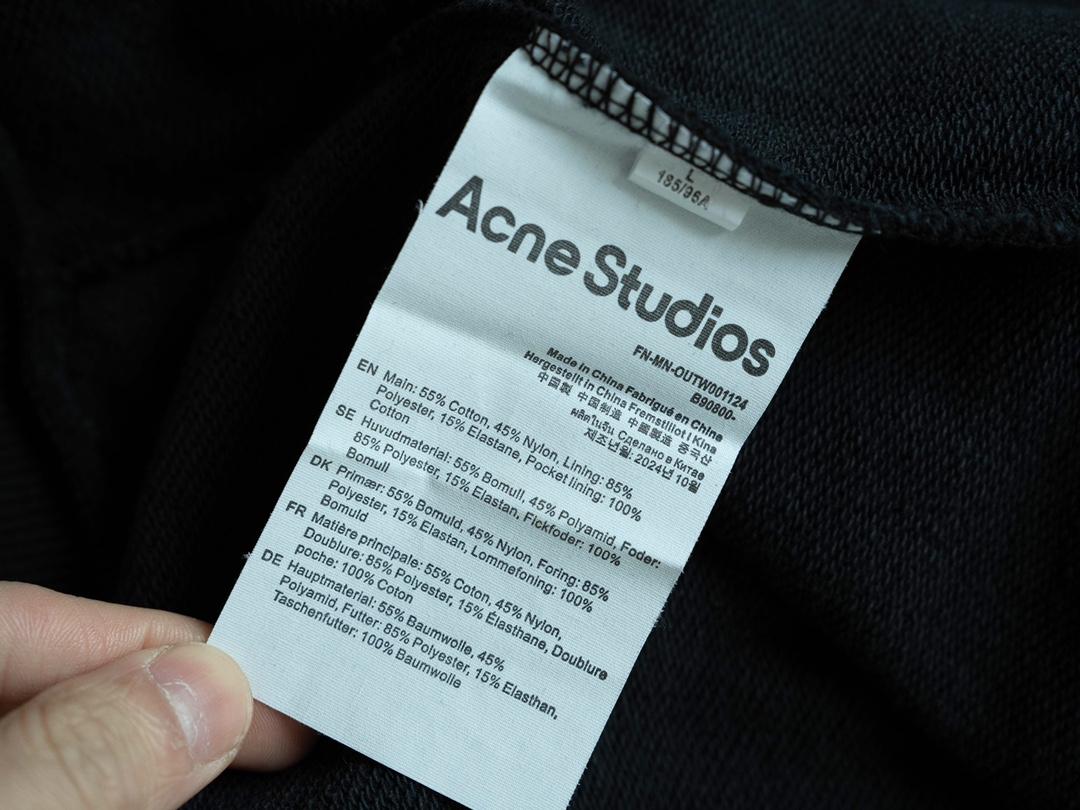 L
185/96A
Acne Studios
FN-MN-OUTW001124
B90800-
Made in China Fabriqué en Chine
Hergestellt in China Fremstillet i Kina
中国製 中国制造 中國製造 중국산
ผลิตในจีน Сделано в Китае
제조년월: 2024년 10월
EN Main: 55% Cotton, 45% Nylon, Lining: 85%
Polyester, 15% Elastane, Pocket lining: 100%
Cotton
SE Huvudmaterial: 55% Bomull, 45% Polyamid, Foder:
85% Polyester, 15% Elastan, Fickfoder: 100%
Bomull
DK Primær: 55% Bomuld, 45% Nylon, Foring: 85%
Polyester, 15% Elastan, Lommefoning: 100%
Bomuld
FR Matière principale: 55% Coton, 45% Nylon,
Doublure: 85% Polyester, 15% Élasthane, Doublure
poche: 100% Coton
DE Hauptmaterial: 55% Baumwolle, 45%
Polyamid, Futter: 85% Polyester, 15% Elasthan,
Taschenfutter: 100% Baumwolle